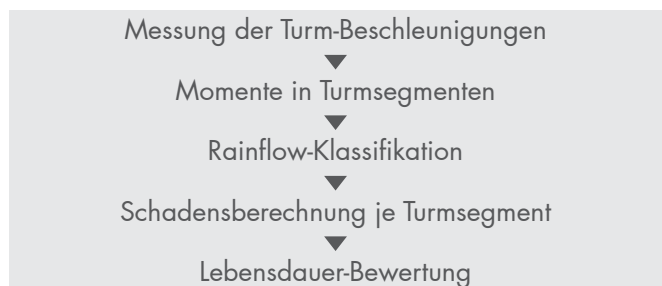 Messung der Turm-Beschleunigungen
Momente in Turmsegmenten
Rainflow-Klassifikation
Schadensberechnung je Turmsegment
Lebensdauer-Bewertung